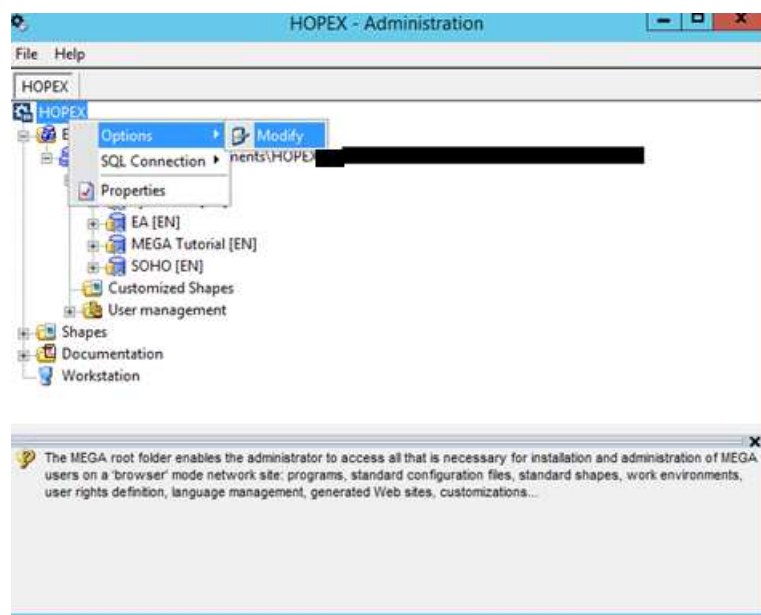 HOPEX - Administration
File Help
HOPEX
HOPEX
E
Options
Modify
SQL Connection
ments\HOPEX
Properties
EA [EN]
MEGA Tutorial [EN]
SOHO [EN]
Customized Shapes
User management
Shapes
Documentation
Workstation
The MEGA root folder enables the administrator to access all that is necessary for installation and administration of MEGA
users on a 'browser' mode network site: programs, standard configuration files, standard shapes, work environments,
user rights definition, language management, generated Web sites, customizations...